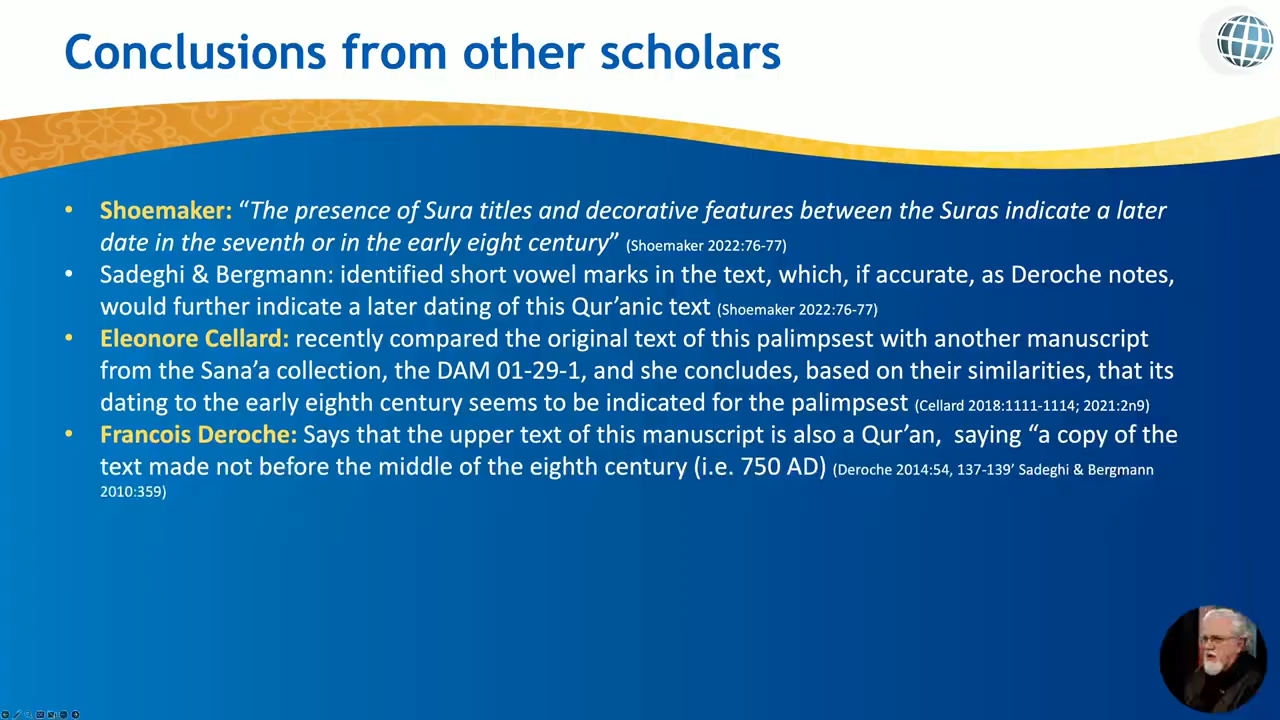 Conclusions from other scholars
• Shoemaker: “The presence of Sura titles and decorative features between the Suras indicate a later
date in the seventh or in the early eight century” (Shoemaker 2022:76-77)
• Sadeghi & Bergmann: identified short vowel marks in the text, which, if accurate, as Deroche notes,
would further indicate a later dating of this Qur’anic text (Shoemaker 2022:76-77)
• Eleonore Cellard: recently compared the original text of this palimpsest with another manuscript
from the Sana’a collection, the DAM 01-29-1, and she concludes, based on their similarities, that its
dating to the early eighth century seems to be indicated for the palimpsest (Cellard 2018:1111-1114; 2021:2n9)
• Francois Deroche: Says that the upper text of this manuscript is also a Qur’an, saying “a copy of the
text made not before the middle of the eighth century (i.e. 750 AD) (Deroche 2014:54, 137-139’ Sadeghi & Bergmann
2010:359)